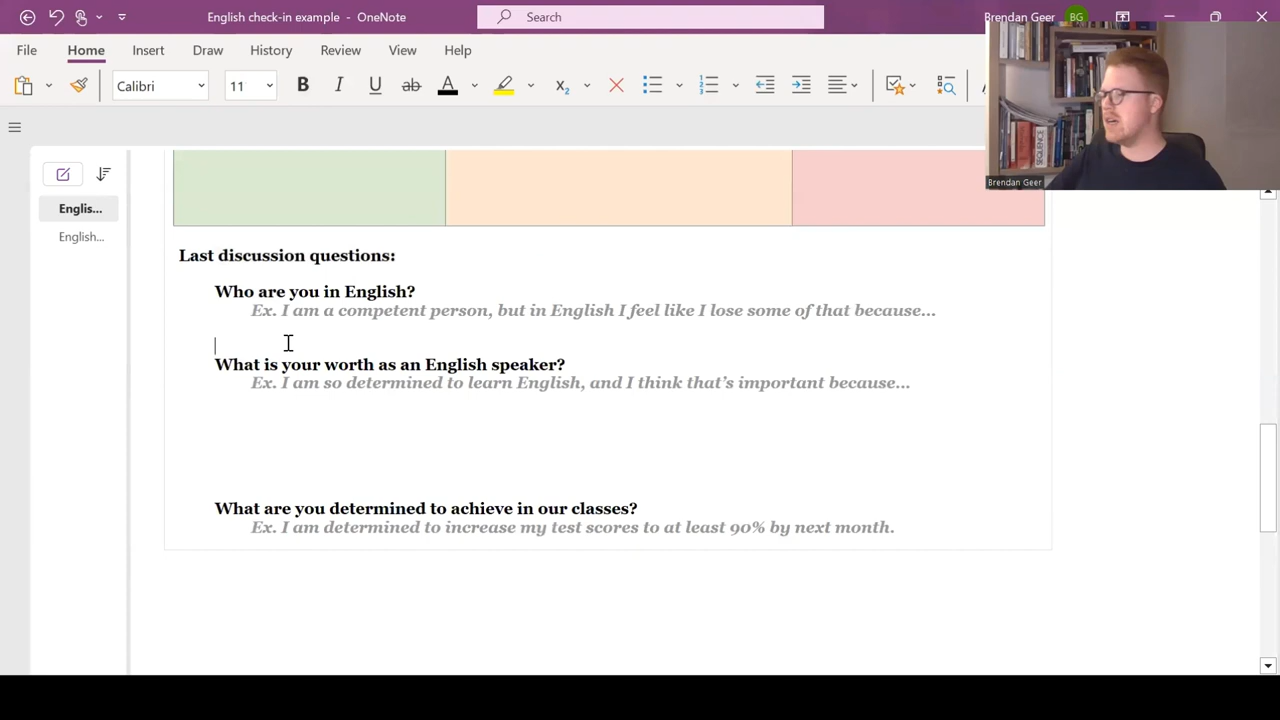 English check-in example - OneNote
Search
Brendan Geer
BG
File
Home
Insert
Draw
History
Review
View
Help
Calibri
11
B
I
U
ab
A
x₂
Brendan Geer
Englis...
English...
Last discussion questions:
Who are you in English?
Ex. I am a competent person, but in English I feel like I lose some of that because...
What is your worth as an English speaker?
Ex. I am so determined to learn English, and I think that's important because...
What are you determined to achieve in our classes?
Ex. I am determined to increase my test scores to at least 90% by next month.